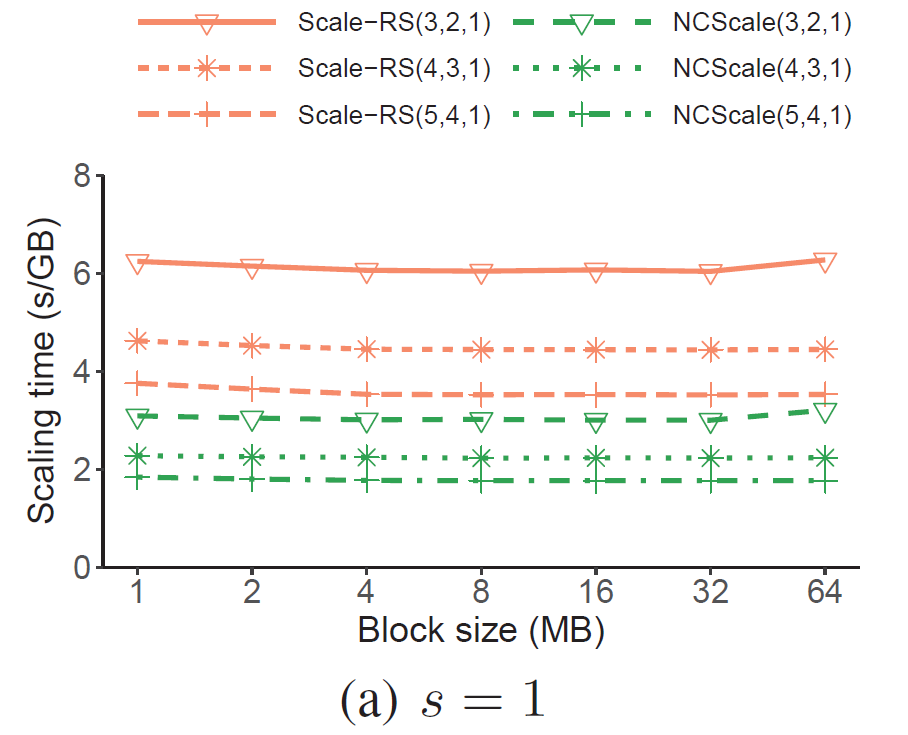 Scale−RS(3,2,1) NCScale(3,2,1)
Scale−RS(4,3,1) NCScale(4,3,1)
Scale−RS(5,4,1) NCScale(5,4,1)
Scaling time (s/GB)
8
6
4
2
0
1 2 4 8 16 32 64
Block size (MB)
(a) s = 1